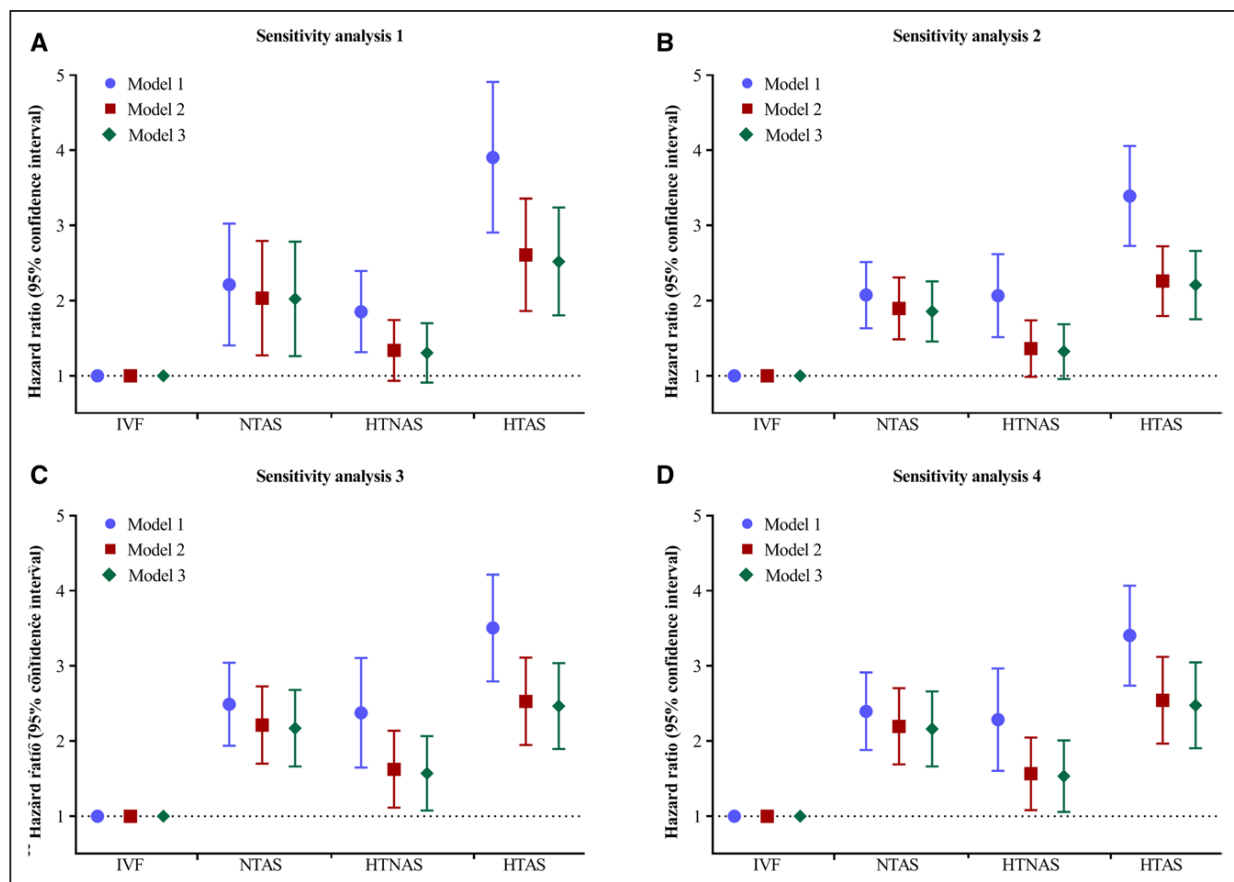 A
Sensitivity analysis 1
Hazard ratio (95% confidence interval)
5
4
3
2
1
Model 1
Model 2
Model 3
IVF NTAS HTNAS HTAS
B
Sensitivity analysis 2
Hazard ratio (95% confidence interval)
5
4
3
2
1
Model 1
Model 2
Model 3
IVF NTAS HTNAS HTAS
C
Sensitivity analysis 3
Hazard ratio (95% confidence interval)
5
4
3
2
1
Model 1
Model 2
Model 3
IVF NTAS HTNAS HTAS
D
Sensitivity analysis 4
Hazard ratio (95% confidence interval)
5
4
3
2
1
Model 1
Model 2
Model 3
IVF NTAS HTNAS HTAS